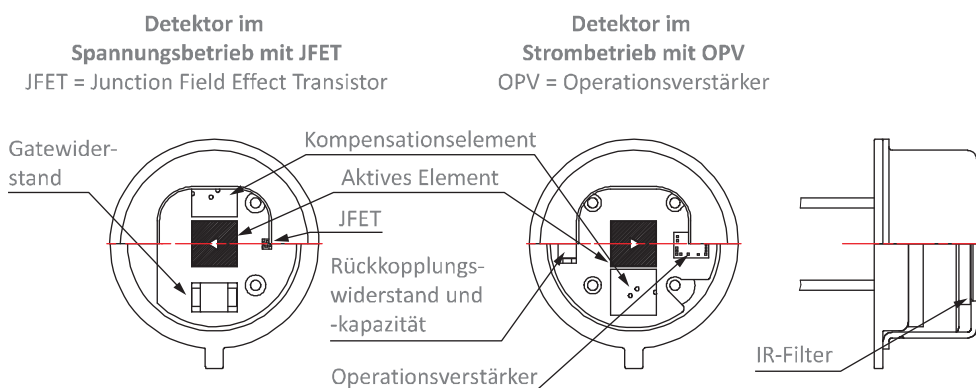 Detektor im
Spannungsbetrieb mit JFET
JFET = Junction Field Effect Transistor
Detektor im
Strombetrieb mit OPV
OPV = Operationsverstärker
Gatewider-
stand
Kompensationselement
Aktives Element
JFET
Rückkopplungs-
widerstand und
-kapazität
Operationsverstärker
IR-Filter